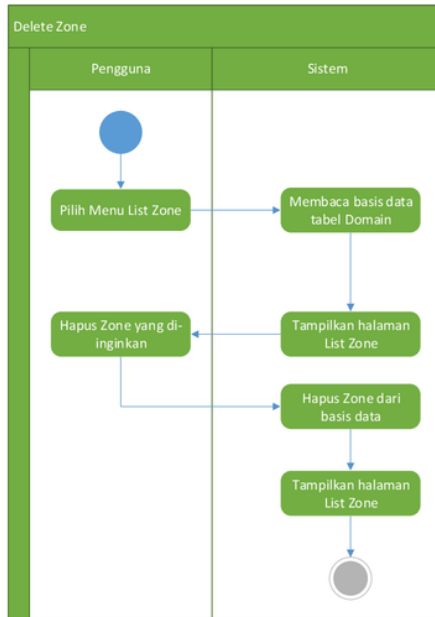 Delete Zone
Pengguna
Sistem
Pilih Menu List Zone
Membaca basis data
tabel Domain
Hapus Zone yang di-
inginkan
Tampilkan halaman
List Zone
Hapus Zone dari
basis data
Tampilkan halaman
List Zone